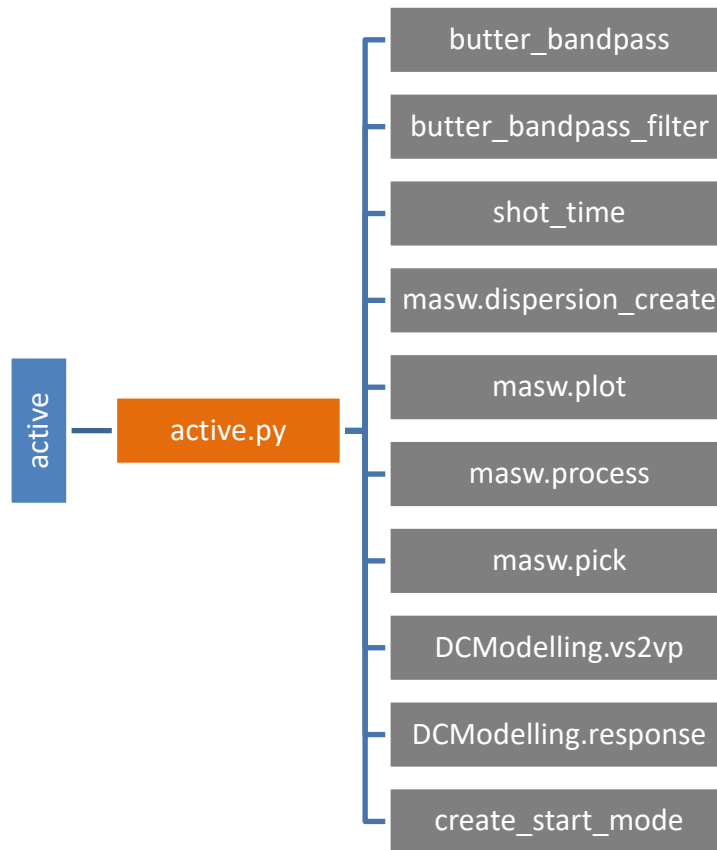 active
active.py
butter_bandpass
butter_bandpass_filter
shot_time
masw.dispersion_create
masw.plot
masw.process
masw.pick
DCModelling.vs2vp
DCModelling.response
create_start_mode